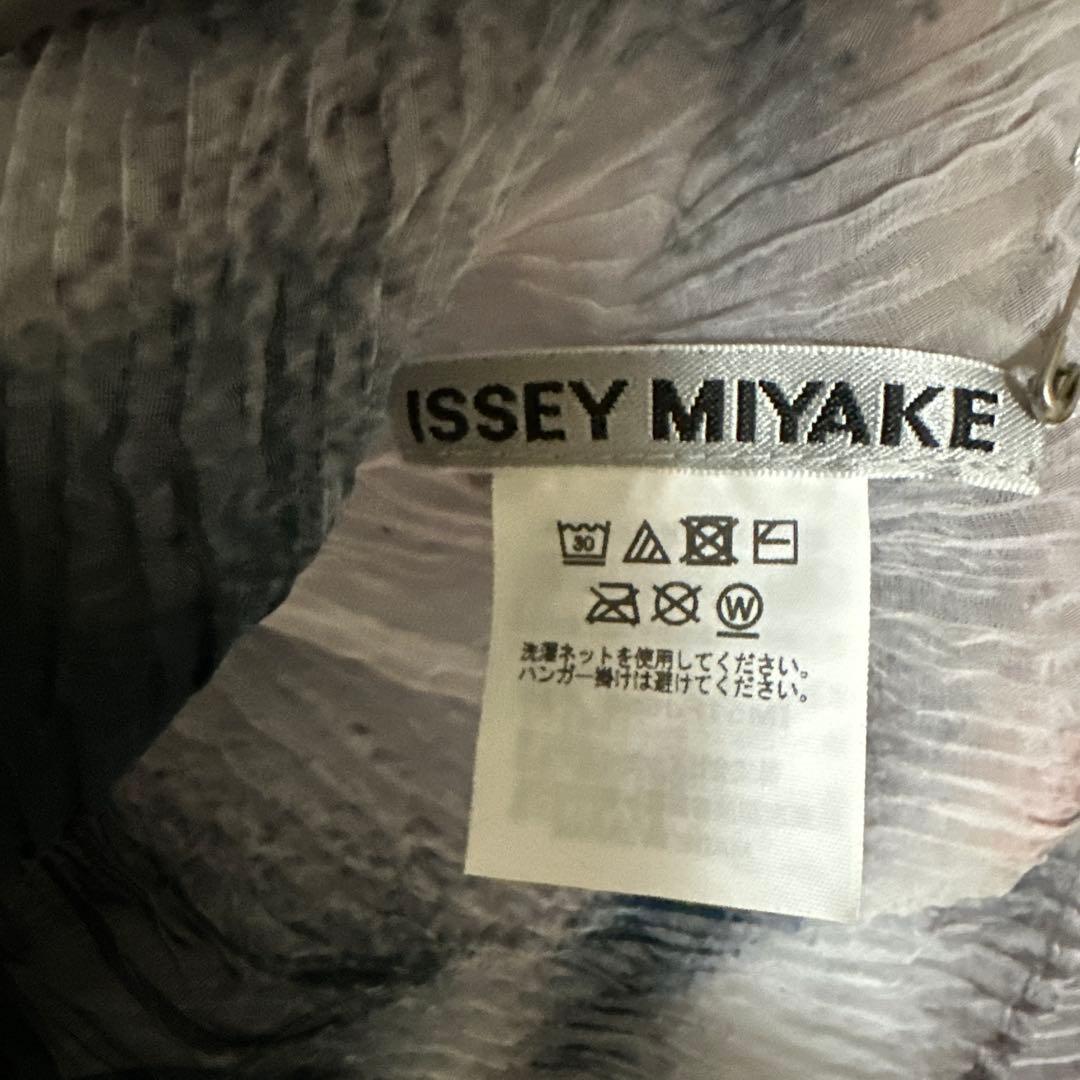 ISSEY MIYAKE
30
W
洗濯ネットを使用してください。
ハンガー掛けは避けてください。